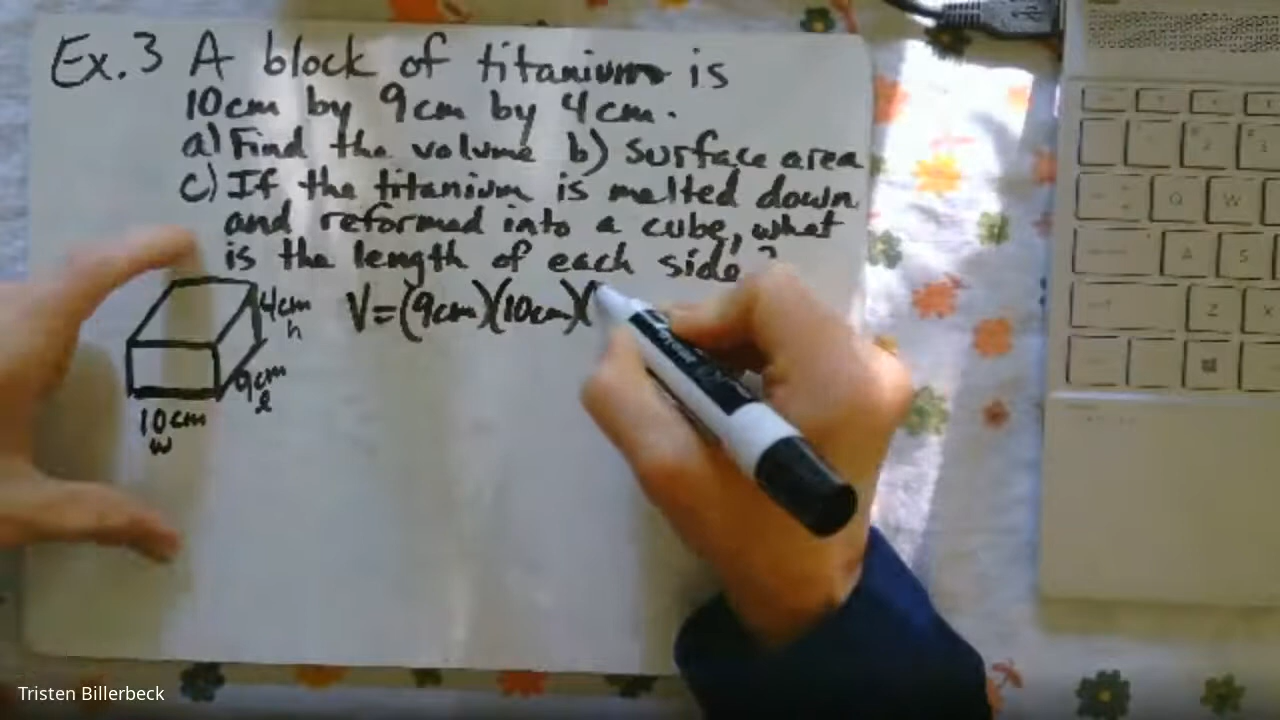 Ex. 3 A block of titanium is
10cm by 9cm by 4cm.
a) Find the volume b) Surface area
c) If the titanium is melted down
and reformed into a cube, what
is the length of each side?
4cm
h
V=(9cm)(10cm)(
9cm
l
10cm
w
Q W
A S
Z X
Tristen Billerbeck